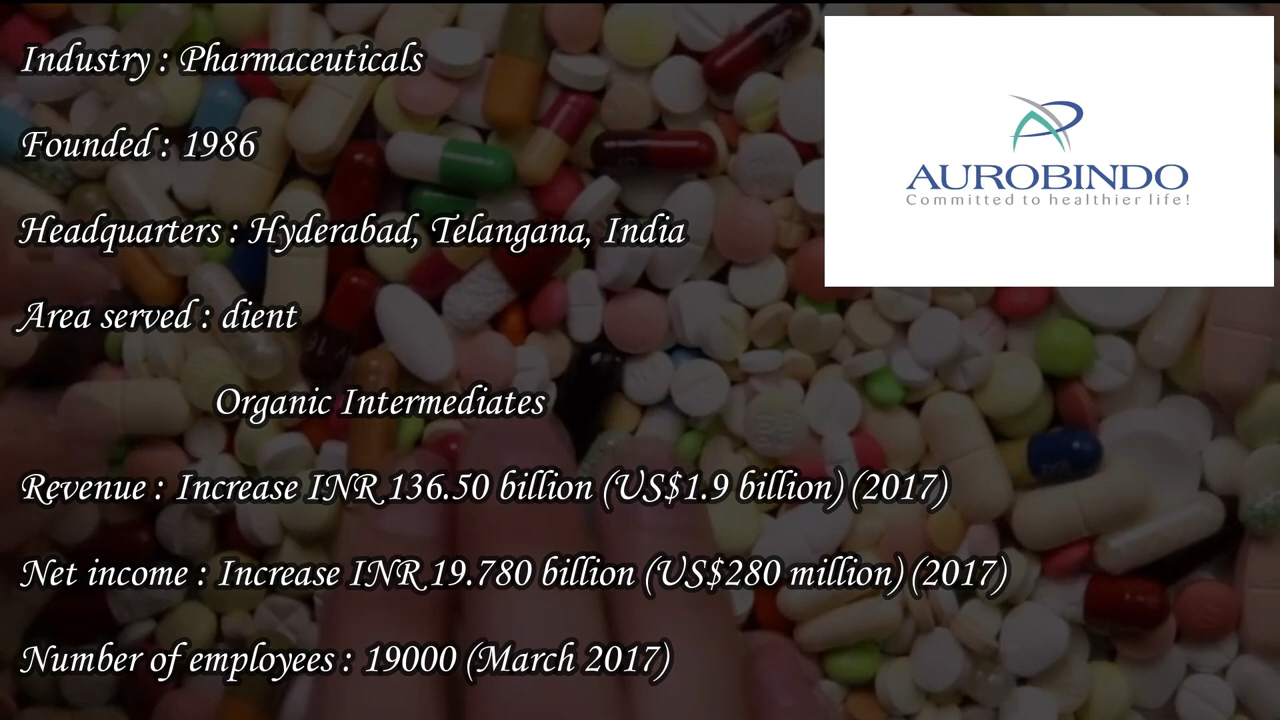 Industry : Pharmaceuticals
Founded : 1986
Headquarters : Hyderabad, Telangana, India
Area served : dient
Organic Intermediates
Revenue : Increase INR 136.50 billion (US$1.9 billion) (2017)
Net income : Increase INR 19.780 billion (US$280 million) (2017)
Number of employees : 19000 (March 2017)
AUROBINDO
Committed to healthier life!